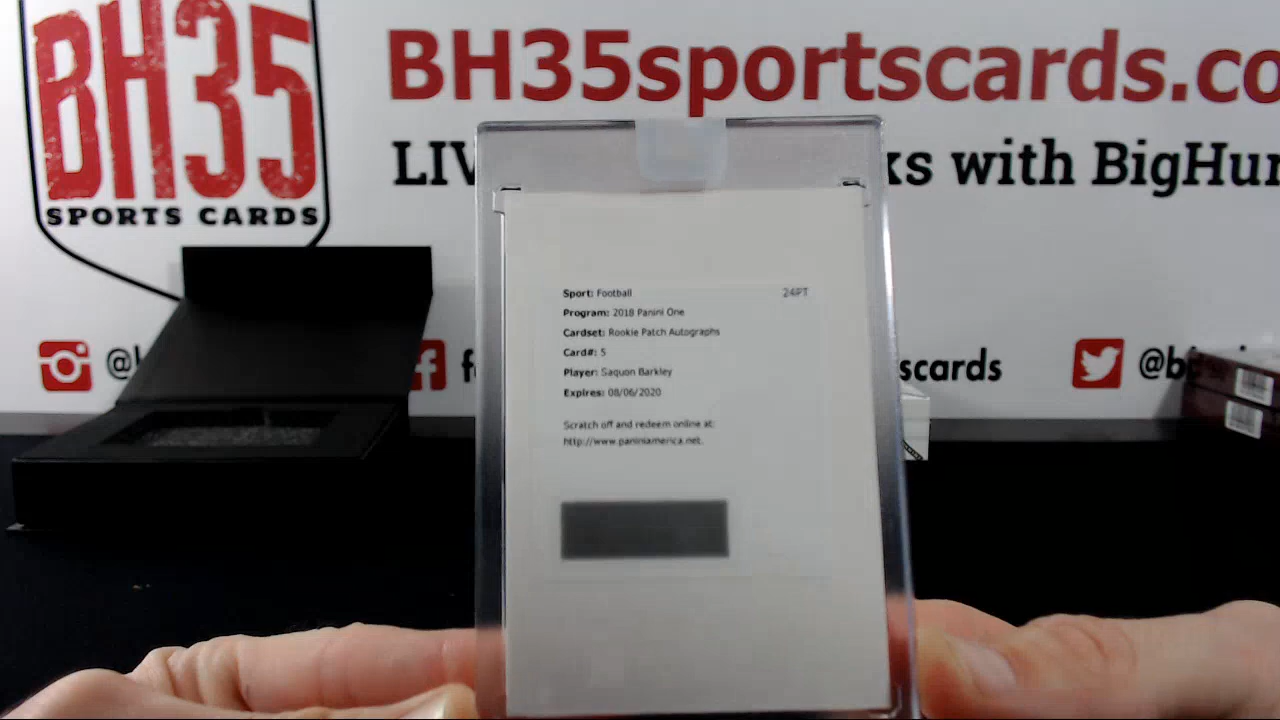 BH35
SPORTS CARDS
BH35sportscards.co
LIV
ks with BigHun
Sport: Football
24PT
Program: 2018 Panini One
Cardset: Rookie Patch Autographs
Card#: 5
Player: Saquon Barkley
Expires: 08/06/2020
Scratch off and redeem online at:
http://www.paniniamerica.net.
scards